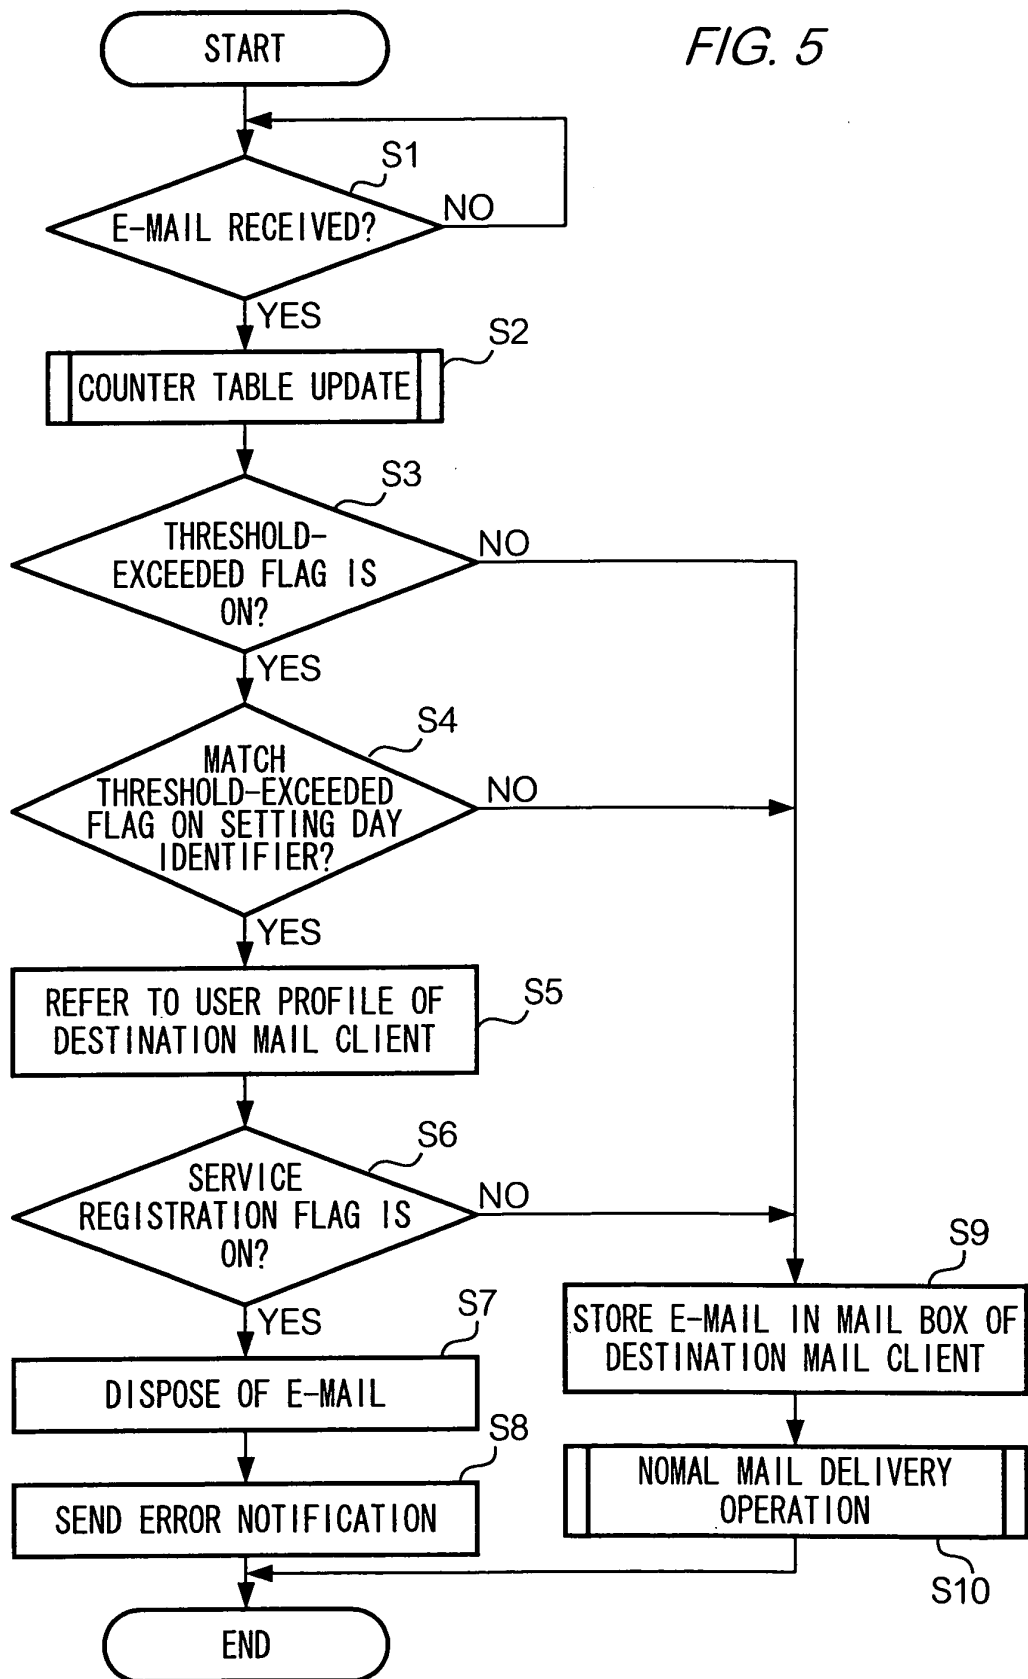 FIG. 5
START
S1
E-MAIL RECEIVED?
NO
YES
S2
COUNTER TABLE UPDATE
S3
THRESHOLD-
EXCEEDED FLAG IS
ON?
NO
YES
S4
MATCH
THRESHOLD-EXCEEDED
FLAG ON SETTING DAY
IDENTIFIER?
NO
YES
S5
REFER TO USER PROFILE OF
DESTINATION MAIL CLIENT
S6
SERVICE
REGISTRATION FLAG IS
ON?
NO
YES
S7
DISPOSE OF E-MAIL
S8
SEND ERROR NOTIFICATION
S9
STORE E-MAIL IN MAIL BOX OF
DESTINATION MAIL CLIENT
NOMAL MAIL DELIVERY
OPERATION
S10
END